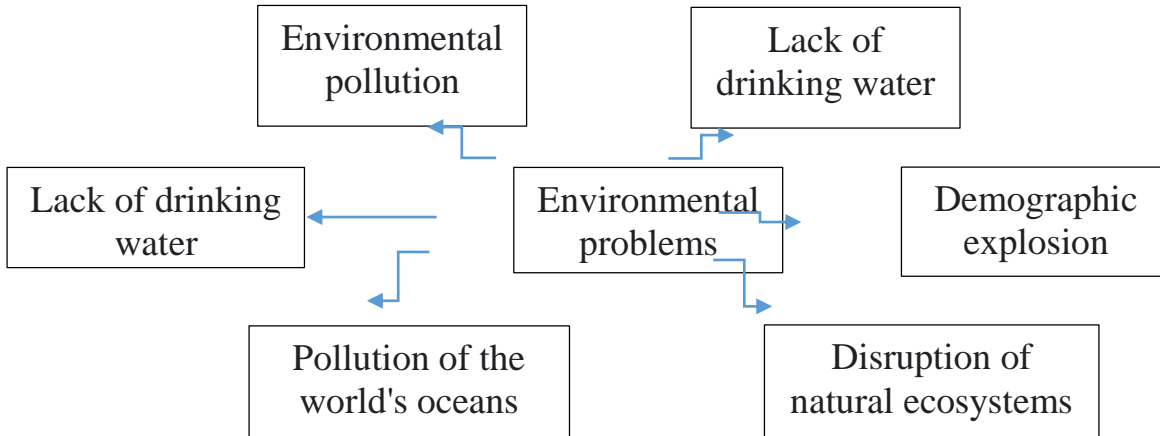 Environmental
pollution
Lack of
drinking water
Lack of drinking
water
Environmental
problems
Demographic
explosion
Pollution of the
world's oceans
Disruption of
natural ecosystems